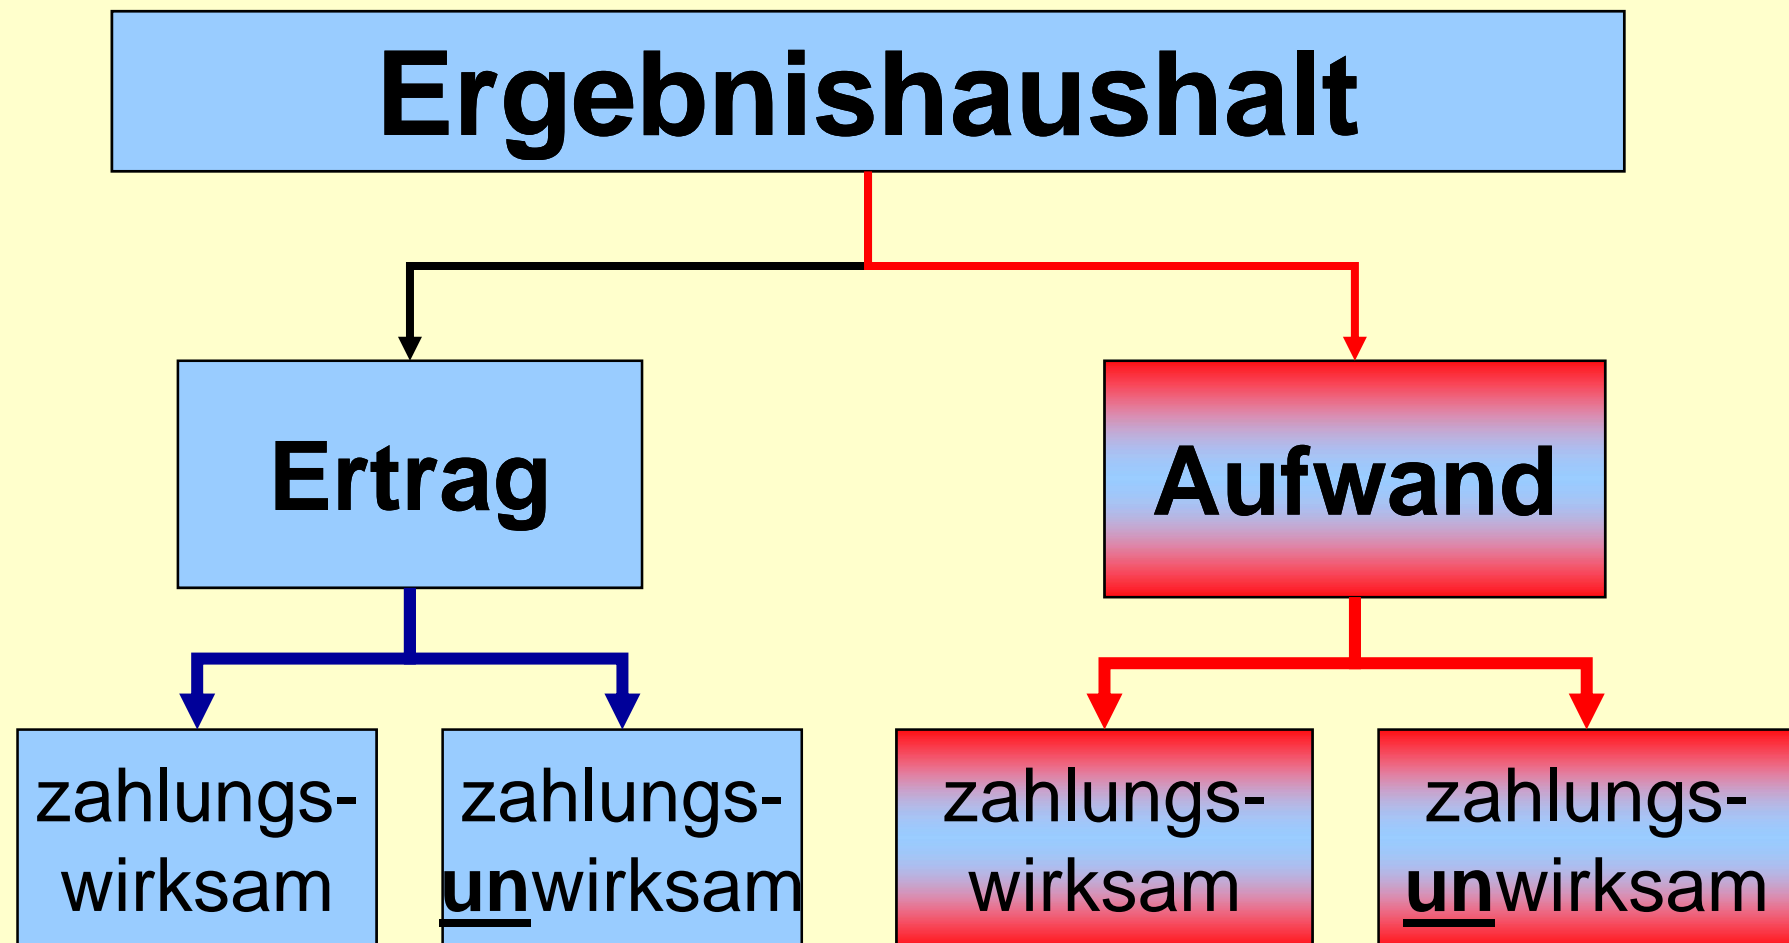 Ergebnishaushalt
Ertrag
Aufwand
zahlungs-
wirksam
zahlungs-
unwirksam
zahlungs-
wirksam
zahlungs-
unwirksam